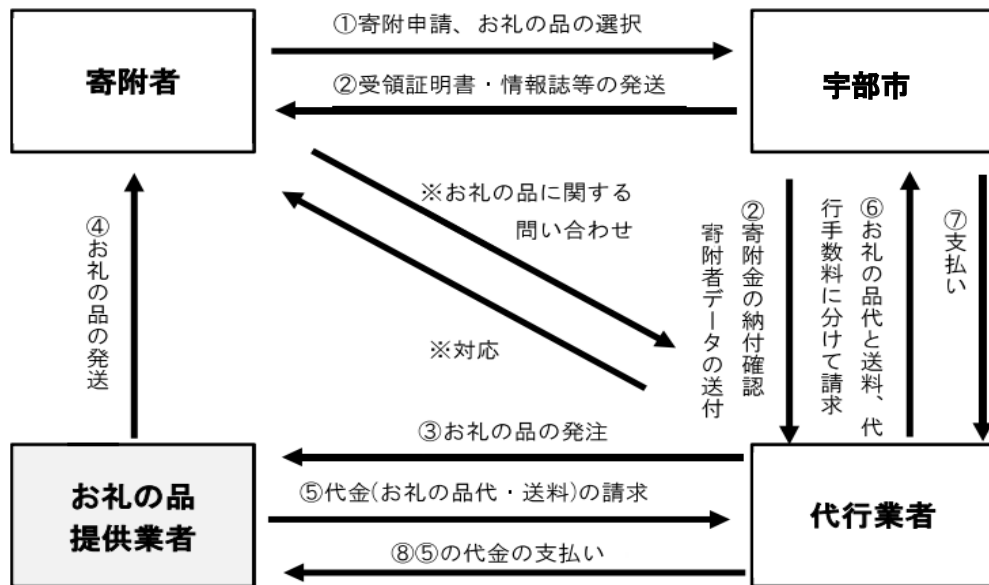 ①寄附申請、お礼の品の選択
寄附者
宇部市
②受領証明書・情報誌等の発送
※お礼の品に関する
問い合わせ
④お礼の品の発送
②寄附金の納付確認
寄附者データの送付
⑥お礼の品代と送料、代
行手数料に分けて請求
⑦支払い
※対応
③お礼の品の発注
お礼の品
提供業者
⑤代金(お礼の品代・送料)の請求
代行業者
⑧⑤の代金の支払い